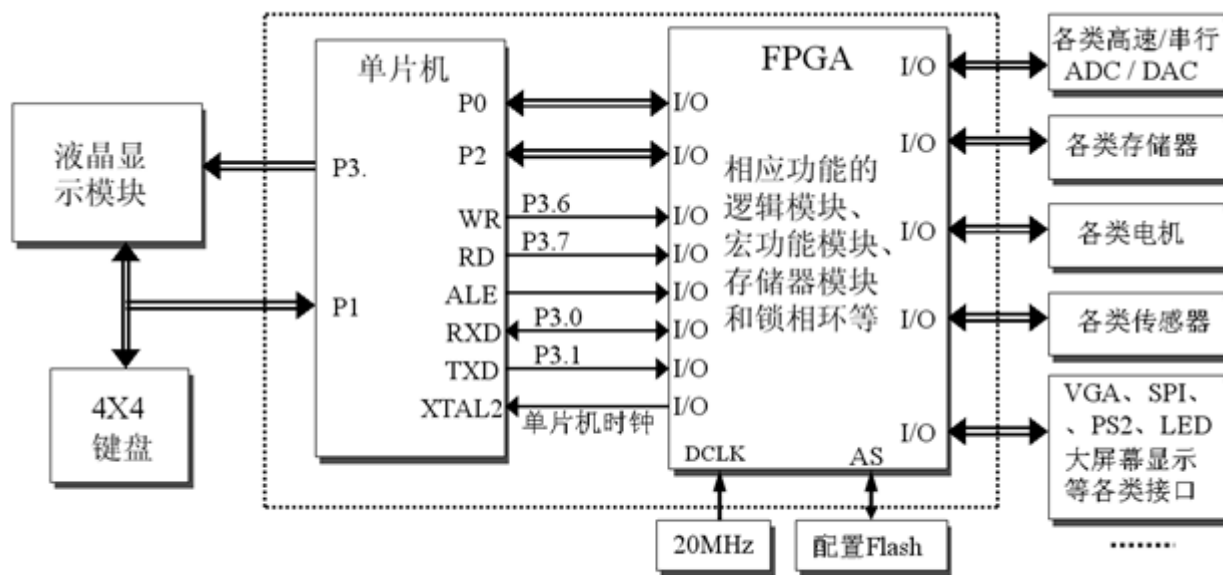 单片机
P0
P2
P3.
WR
RD
ALE
P1
RXD
TXD
XTAL2
P3.6
P3.7
P3.0
P3.1
单片机时钟
液晶显
示模块
4X4
键盘
FPGA
I/O
I/O
I/O
I/O
I/O
I/O
I/O
I/O
相应功能的
逻辑模块、
宏功能模块、
存储器模块
和锁相环等
I/O
I/O
I/O
I/O
I/O
DCLK
AS
20MHz
配置Flash
各类高速/串行
ADC / DAC
各类存储器
各类电机
各类传感器
VGA、SPI、
、PS2、LED
大屏幕显示
等各类接口